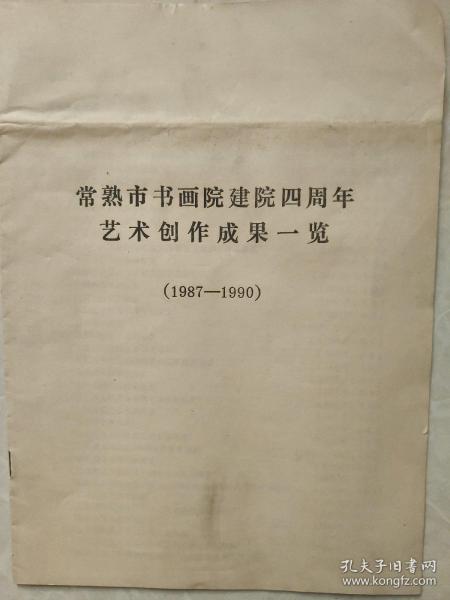 常熟市书画院建院四周年
艺术创作成果一览
(1987—1990)
孔夫子旧书网
www.kongfz.com